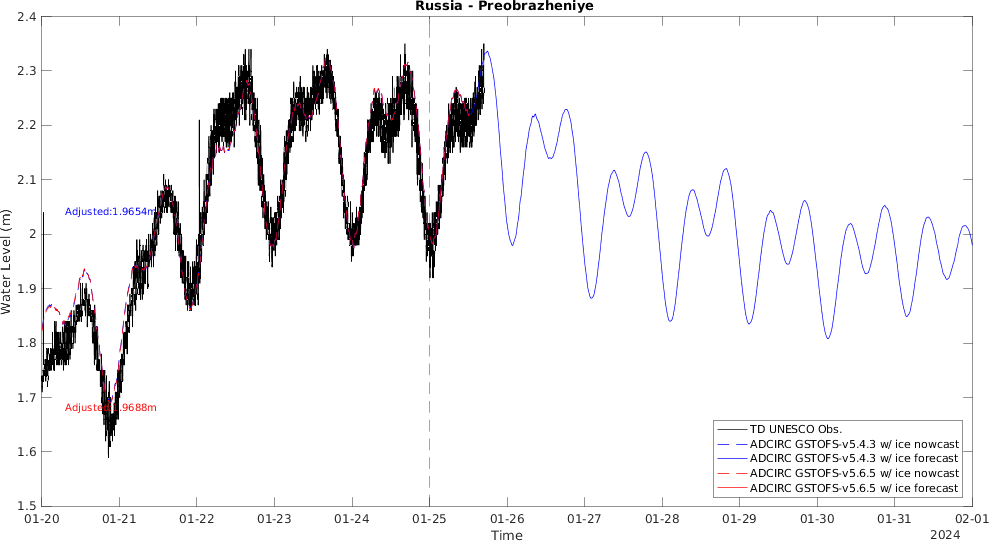 Russia - Preobrazheniye
2.4
2.3
2.2
2.1
2
1.9
1.8
1.7
1.6
1.5
Water Level (m)
Adjusted:1.9654m
Adjusted:1.9688m
TD UNESCO Obs.
ADCIRC GSTOFS-v5.4.3 w/ ice nowcast
ADCIRC GSTOFS-v5.4.3 w/ ice forecast
ADCIRC GSTOFS-v5.6.5 w/ ice nowcast
ADCIRC GSTOFS-v5.6.5 w/ ice forecast
01-20 01-21 01-22 01-23 01-24 01-25 01-26 01-27 01-28 01-29 01-30 01-31 02-01
Time
2024